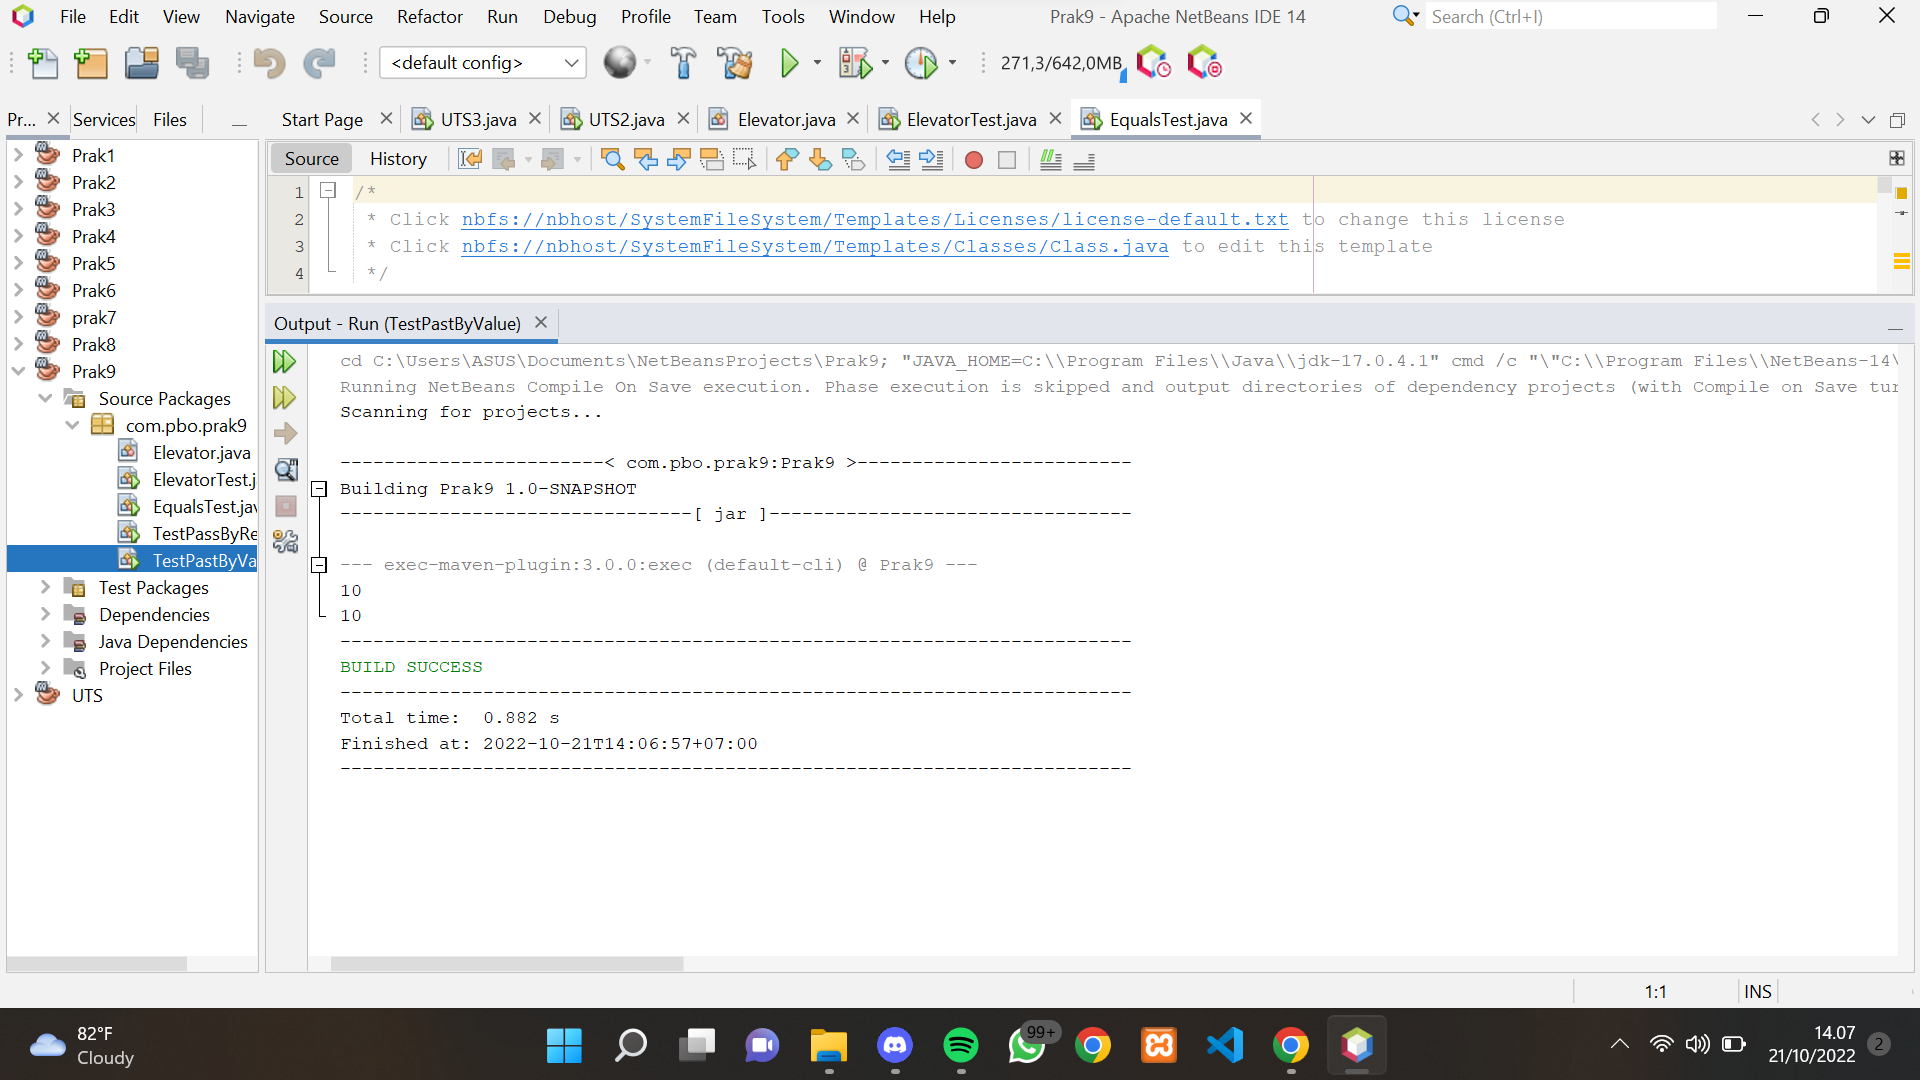 File Edit View Navigate Source Refactor Run Debug Profile Team Tools Window Help
Prak9 - Apache NetBeans IDE 14
Search (Ctrl+I)
<default config>
271,3/642,0MB
Pr...
Services
Files
Start Page
UTS3.java
UTS2.java
Elevator.java
ElevatorTest.java
EqualsTest.java
Source
History
Prak1
Prak2
Prak3
Prak4
Prak5
Prak6
prak7
Prak8
Prak9
Source Packages
com.pbo.prak9
Elevator.java
ElevatorTest.j
EqualsTest.jav
TestPassByRe
TestPastByVa
Test Packages
Dependencies
Java Dependencies
Project Files
UTS
1 /*
2 * Click nbfs://nbhost/SystemFileSystem/Templates/Licenses/license-default.txt to change this license
3 * Click nbfs://nbhost/SystemFileSystem/Templates/Classes/Class.java to edit this template
4 */
Output - Run (TestPastByValue)
cd C:\Users\ASUS\Documents\NetBeansProjects\Prak9; "JAVA_HOME=C:\\Program Files\\Java\\jdk-17.0.4.1" cmd /c "\"C:\\Program Files\\NetBeans-14\
Running NetBeans Compile On Save execution. Phase execution is skipped and output directories of dependency projects (with Compile on Save tur
Scanning for projects...
------------------------< com.pbo.prak9:Prak9 >-------------------------
Building Prak9 1.0-SNAPSHOT
--------------------------------[ jar ]---------------------------------
--- exec-maven-plugin:3.0.0:exec (default-cli) @ Prak9 ---
10
10
------------------------------------------------------------------------
BUILD SUCCESS
------------------------------------------------------------------------
Total time:  0.882 s
Finished at: 2022-10-21T14:06:57+07:00
------------------------------------------------------------------------
1:1
INS
82°F
Cloudy
99+
14.07
21/10/2022
2